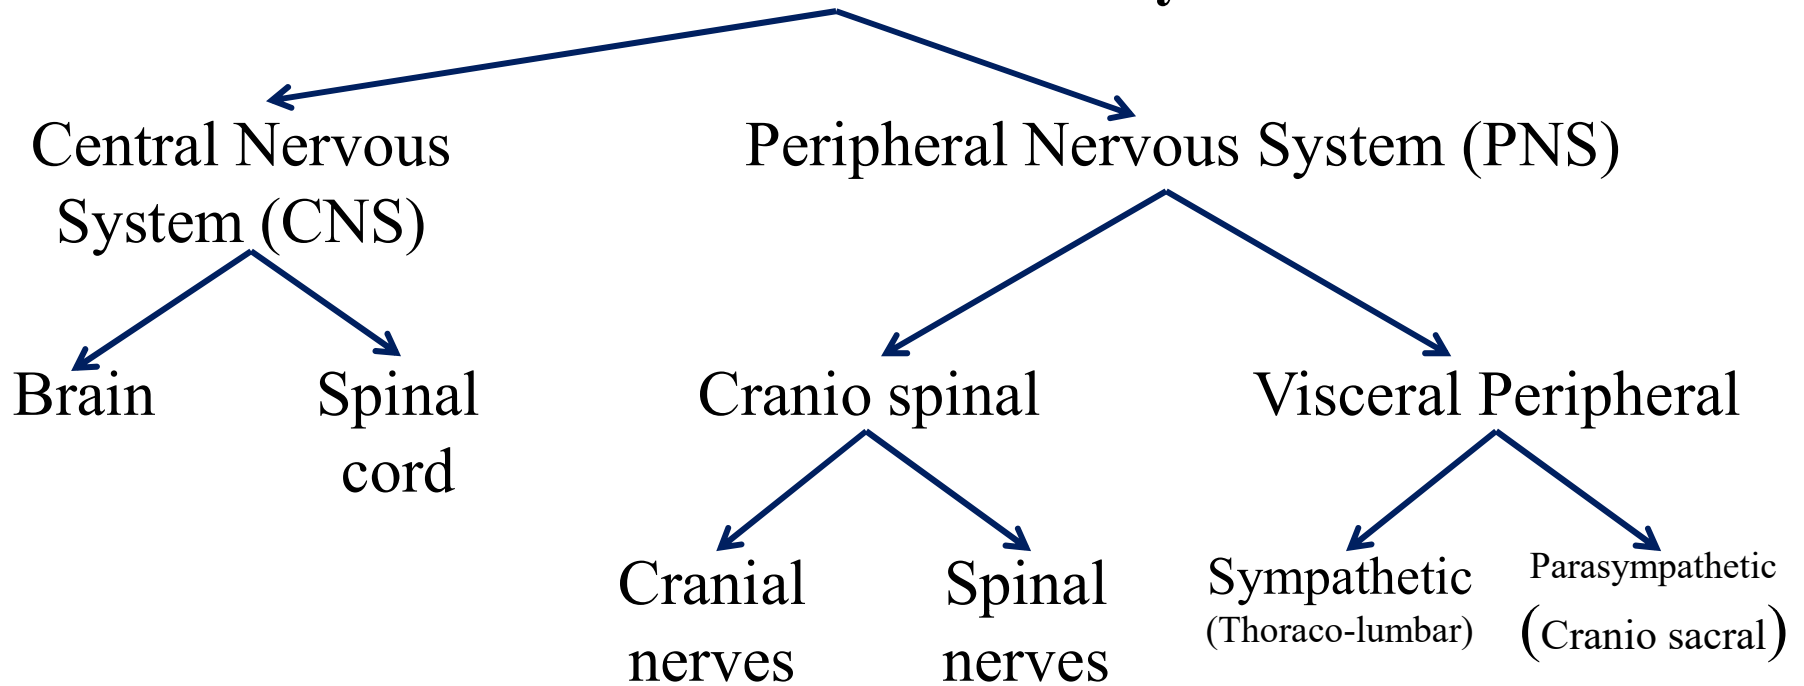 Central Nervous
System (CNS)
Peripheral Nervous System (PNS)
Brain
Spinal
cord
Cranio spinal
Visceral Peripheral
Cranial
nerves
Spinal
nerves
Sympathetic
(Thoraco-lumbar)
Parasympathetic
(Cranio sacral)